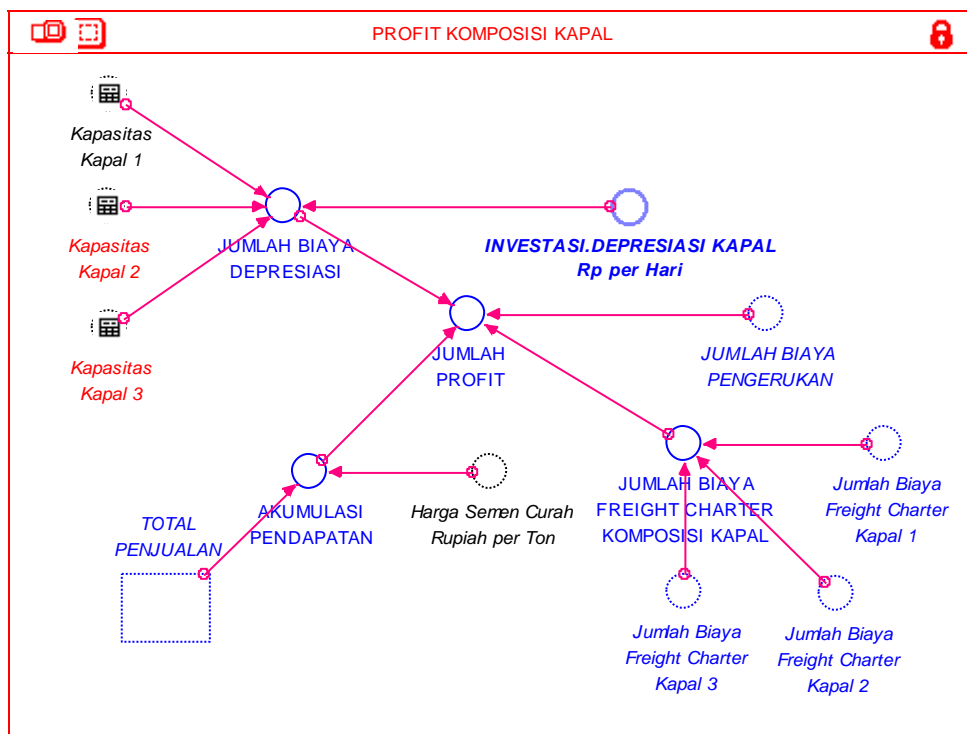 PROFIT KOMPOSISI KAPAL
Kapasitas
Kapal 1
Kapasitas
Kapal 2
JUMLAH BIAYA
DEPRESIASI
INVESTASI.DEPRESIASI KAPAL
Rp per Hari
Kapasitas
Kapal 3
JUMLAH
PROFIT
JUMLAH BIAYA
PENGERUKAN
TOTAL
PENJUALAN
AKUMULASI
PENDAPATAN
Harga Semen Curah
Rupiah per Ton
JUMLAH BIAYA
FREIGHT CHARTER
KOMPOSISI KAPAL
Jumlah Biaya
Freight Charter
Kapal 1
Jumlah Biaya
Freight Charter
Kapal 3
Jumlah Biaya
Freight Charter
Kapal 2